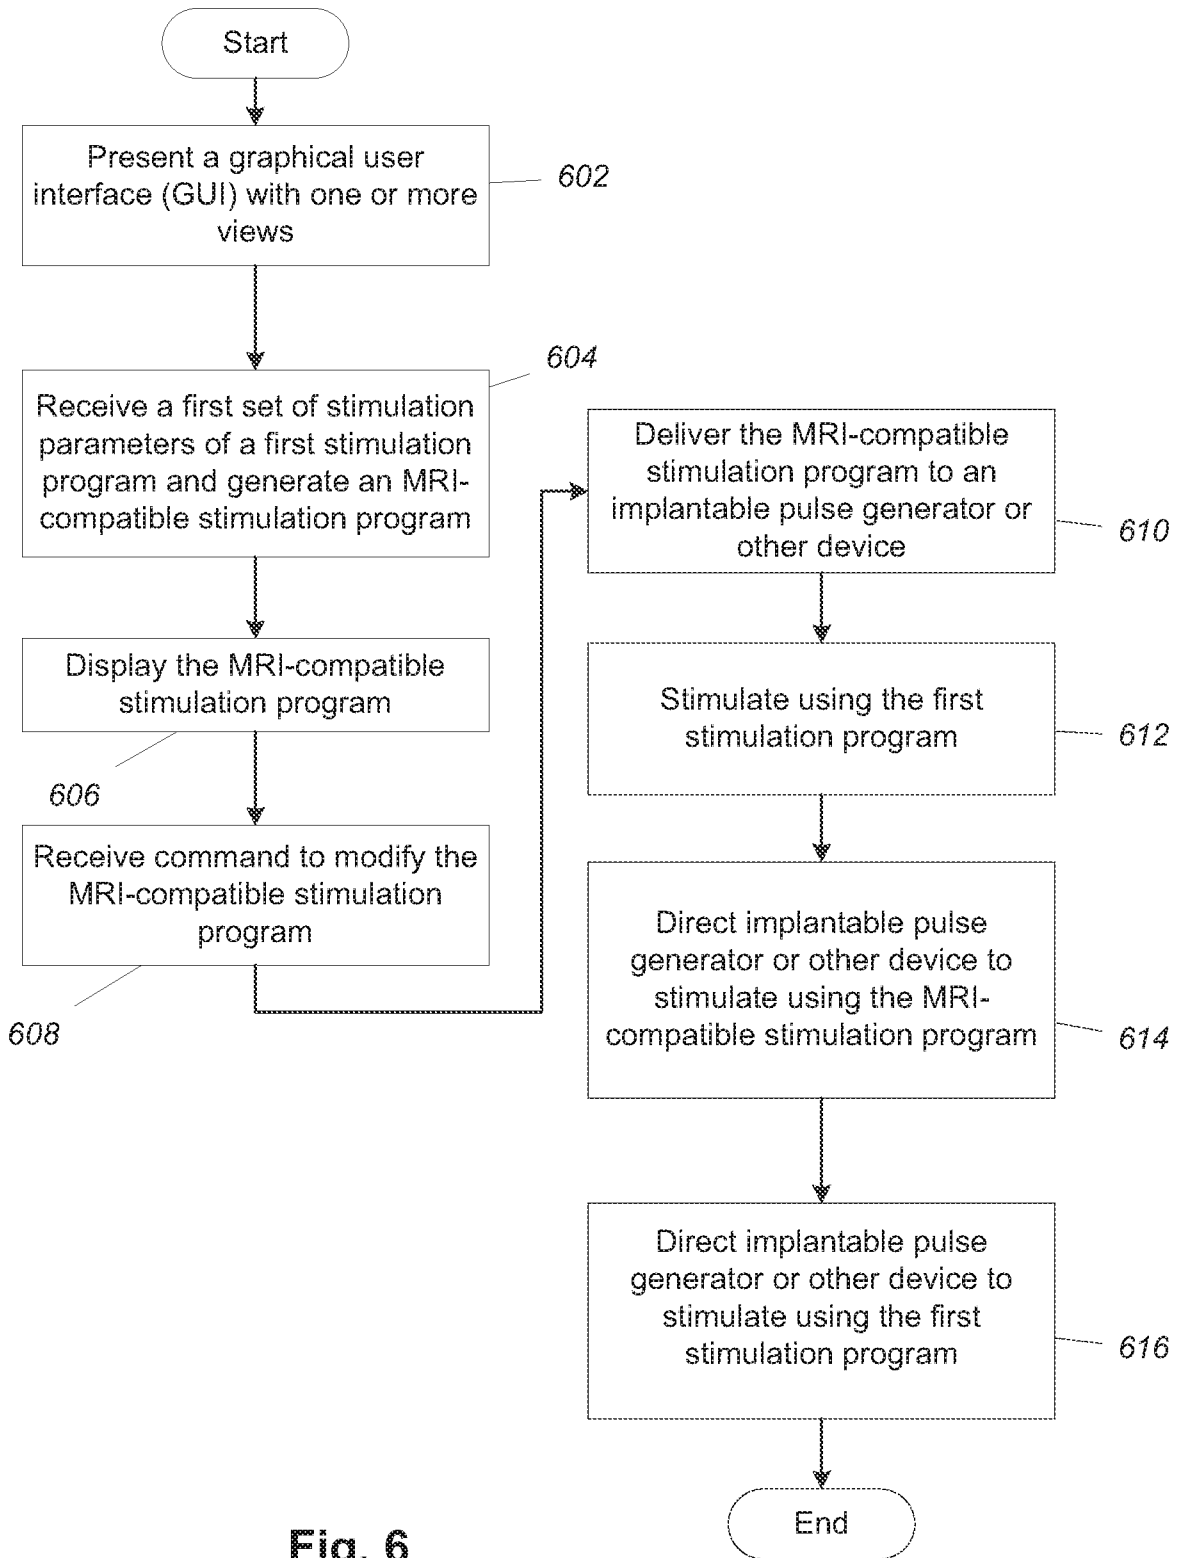 Start
Present a graphical user
interface (GUI) with one or more
views
602
604
Receive a first set of stimulation
parameters of a first stimulation
program and generate an MRI-
compatible stimulation program
Display the MRI-compatible
stimulation program
606
Receive command to modify the
MRI-compatible stimulation
program
608
Deliver the MRI-compatible
stimulation program to an
implantable pulse generator or
other device
610
Stimulate using the first
stimulation program
612
Direct implantable pulse
generator or other device to
stimulate using the MRI-
compatible stimulation program
614
Direct implantable pulse
generator or other device to
stimulate using the first
stimulation program
616
End
Fig. 6